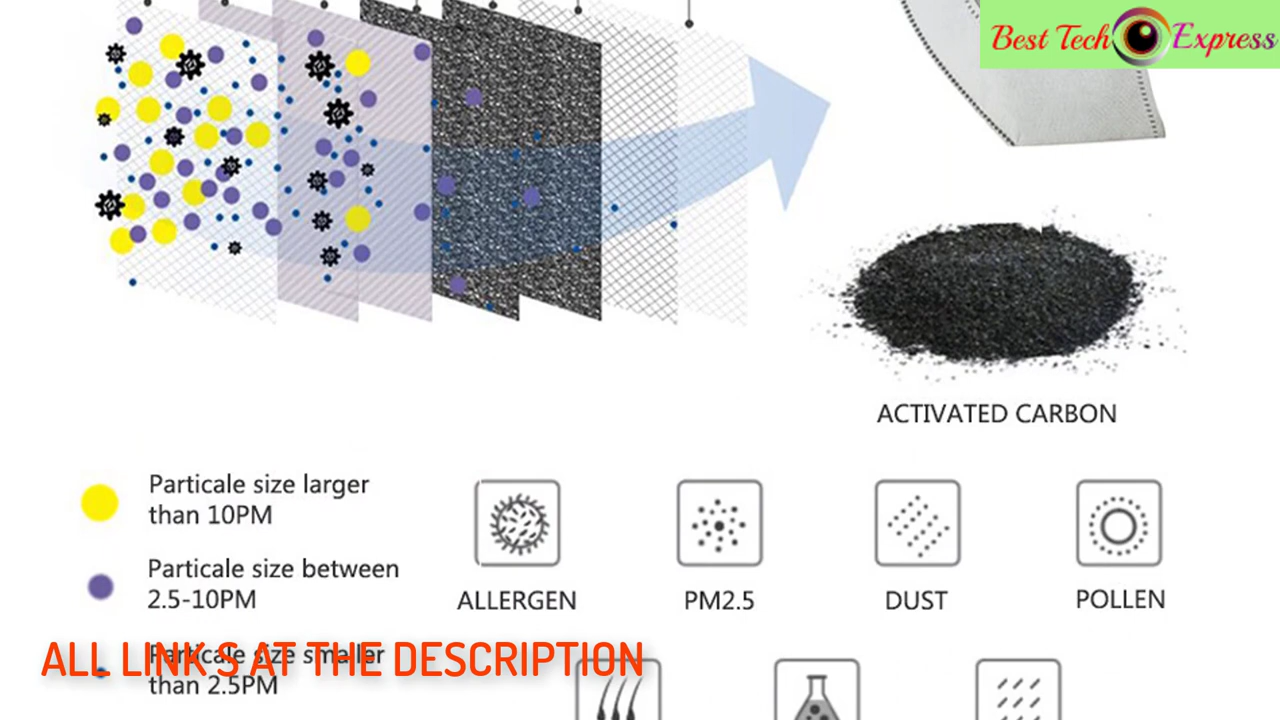 Best Tech Express
ACTIVATED CARBON
Particale size larger
than 10PM
Particale size between
2.5-10PM
Particale size smaller
than 2.5PM
ALLERGEN
PM2.5
DUST
POLLEN
ALL LINK'S AT THE DESCRIPTION